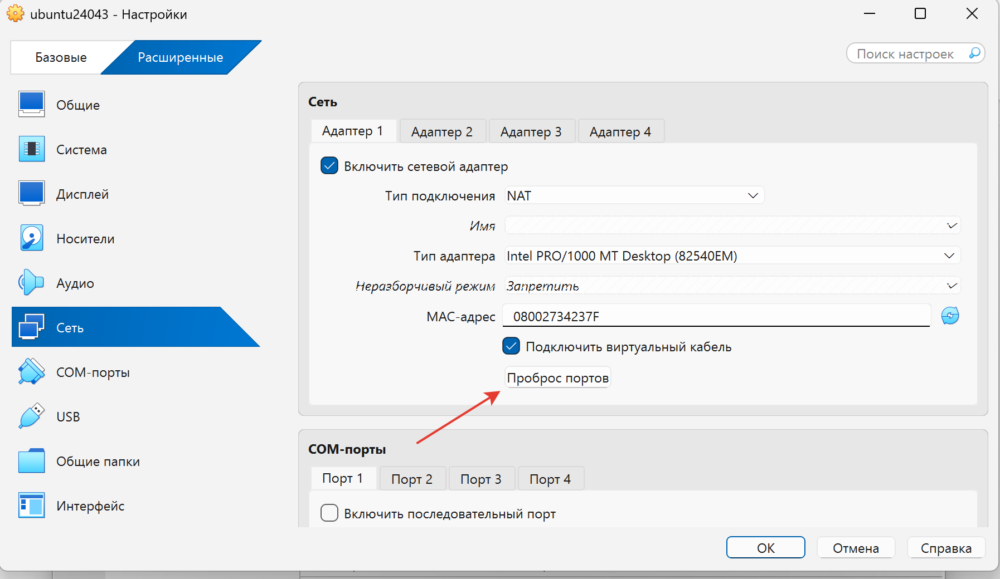 ubuntu24043 - Настройки
Базовые
Расширенные
Поиск настроек
Общие
Система
Дисплей
Носители
Аудио
Сеть
COM-порты
USB
Общие папки
Интерфейс
Сеть
Адаптер 1
Адаптер 2
Адаптер 3
Адаптер 4
Включить сетевой адаптер
Тип подключения
NAT
Имя
Тип адаптера
Intel PRO/1000 MT Desktop (82540EM)
Неразборчивый режим
Запретить
MAC-адрес
08002734237F
Подключить виртуальный кабель
Проброс портов
COM-порты
Порт 1
Порт 2
Порт 3
Порт 4
Включить последовательный порт
OK
Отмена
Справка